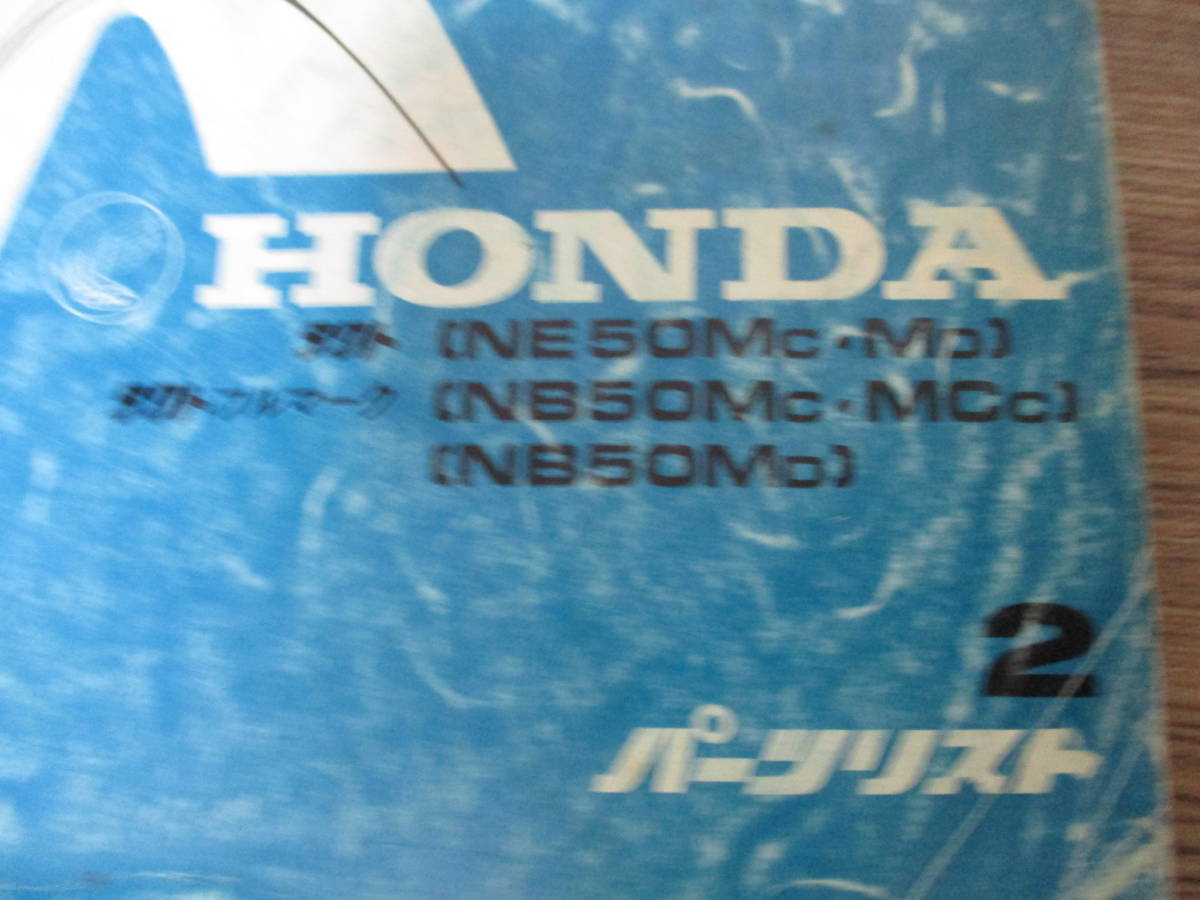 HONDA
タクト (NE50MC・MD)
タクトフルマーク (NB50MC・MCC)
(NB50MD)
2
パーツリスト